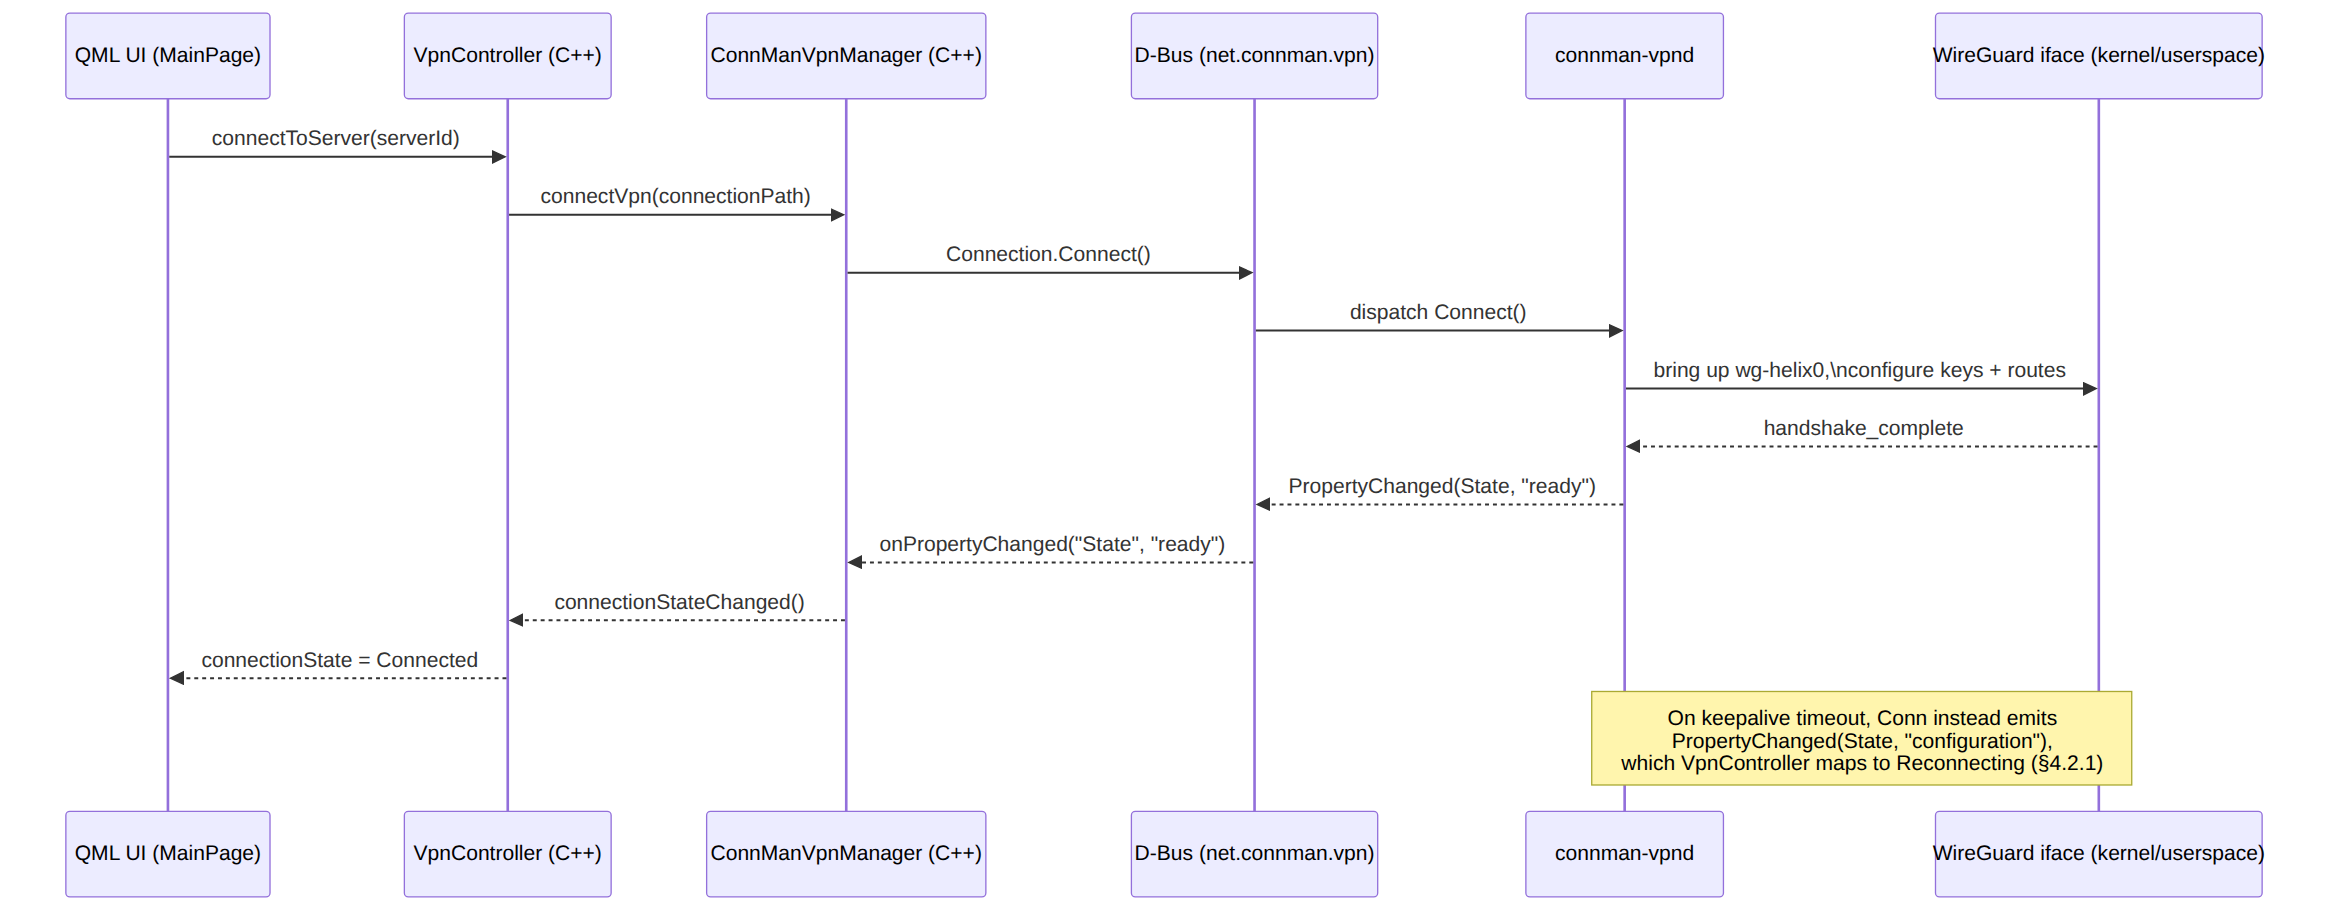 QML UI (MainPage)
VpnController (C++)
ConnManVpnManager (C++)
D-Bus (net.connman.vpn)
connman-vpnd
WireGuard iface (kernel/userspace)
connectToServer(serverId)
connectVpn(connectionPath)
Connection.Connect()
dispatch Connect()
bring up wg-helix0,\nconfigure keys + routes
handshake_complete
PropertyChanged(State, "ready")
onPropertyChanged("State", "ready")
connectionStateChanged()
connectionState = Connected
On keepalive timeout, Conn instead emits
PropertyChanged(State, "configuration"),
which VpnController maps to Reconnecting (§4.2.1)
QML UI (MainPage)
VpnController (C++)
ConnManVpnManager (C++)
D-Bus (net.connman.vpn)
connman-vpnd
WireGuard iface (kernel/userspace)